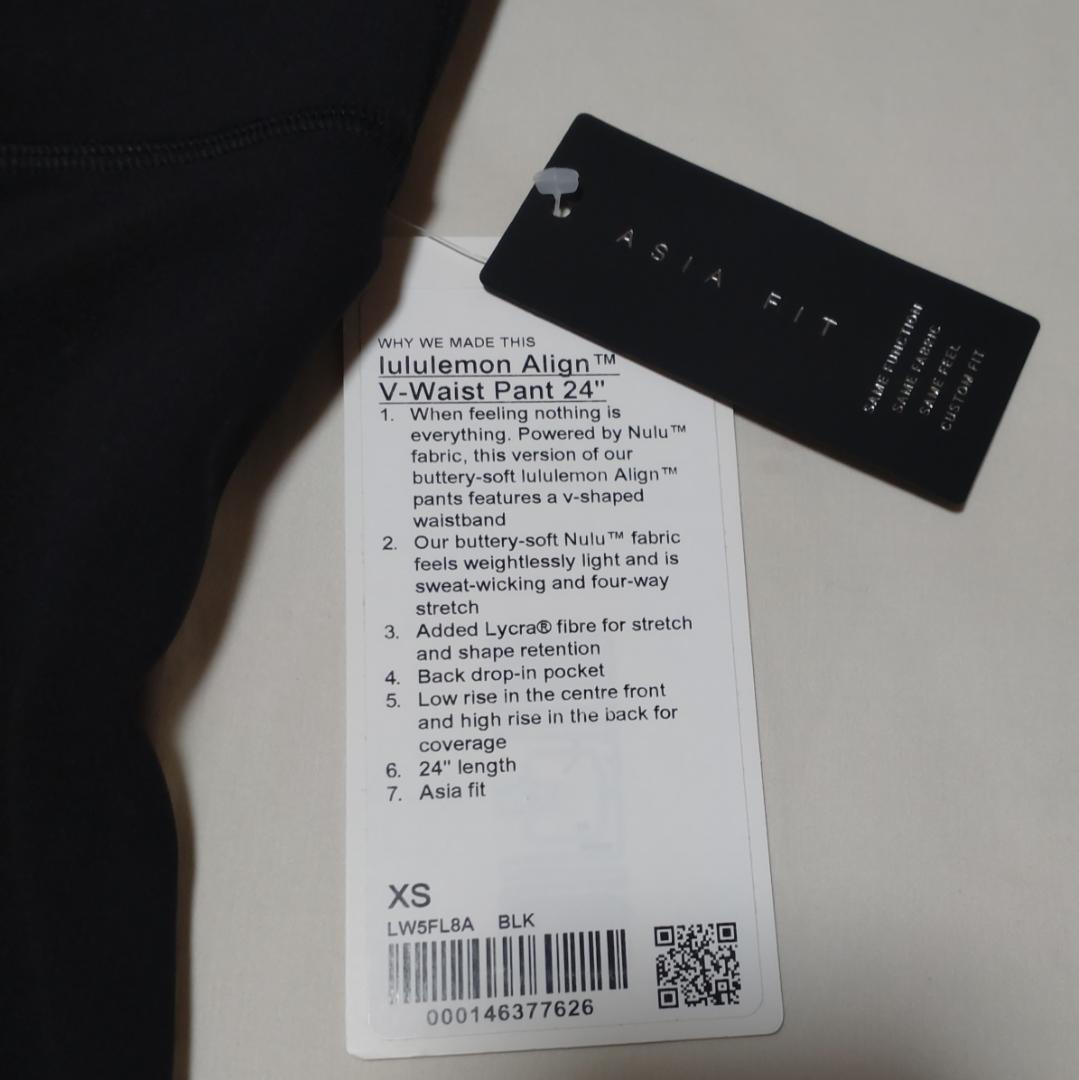 ASIA FIT
SAME FUNCTION
SAME FABRIC
SAME FEEL
CUSTOM FIT
WHY WE MADE THIS
lululemon Align™
V-Waist Pant 24"
1. When feeling nothing is
everything. Powered by Nulu™
fabric, this version of our
buttery-soft lululemon Align™
pants features a v-shaped
waistband
2. Our buttery-soft Nulu™ fabric
feels weightlessly light and is
sweat-wicking and four-way
stretch
3. Added Lycra® fibre for stretch
and shape retention
4. Back drop-in pocket
5. Low rise in the centre front
and high rise in the back for
coverage
6. 24" length
7. Asia fit
XS
LW5FL8A BLK
000146377626